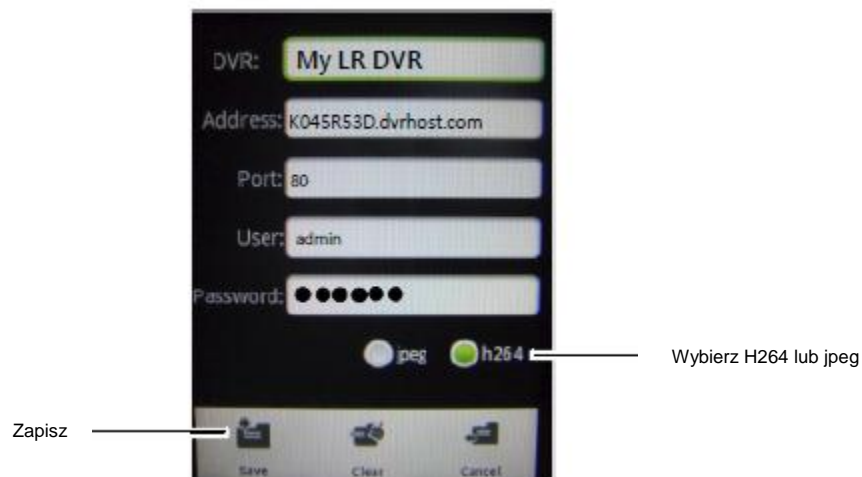 DVR: My LR DVR
Address: K045R53D.dvrhost.com
Port: 80
User: admin
Password: ●●●●●●
jpeg h264
Wybierz H264 lub jpeg
Zapisz
Save Clear Cancel